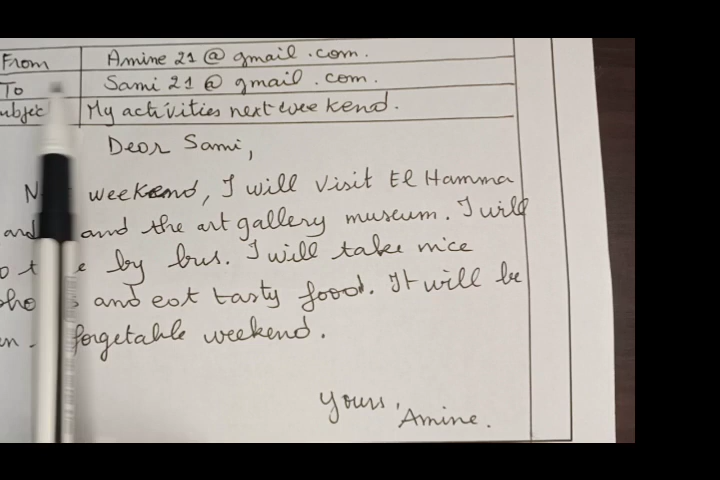 From Amine 21 @ gmail .com.
To Sami 21 @ gmail .com.
My activities next weekend.
Dear Sami,
weekend, I will visit El Hamma
and the art gallery museum. I will
by bus. I will take nice
and eat tasty food. It will be
weekend.
Yours,
Amine.